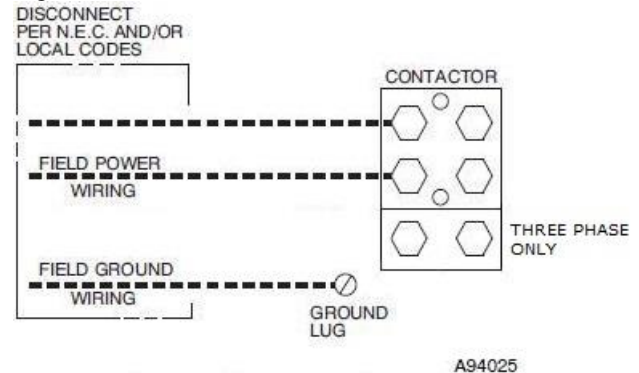 DISCONNECT
PER N.E.C. AND/OR
LOCAL CODES
CONTACTOR
FIELD POWER
WIRING
THREE PHASE
ONLY
FIELD GROUND
WIRING
GROUND
LUG
A94025